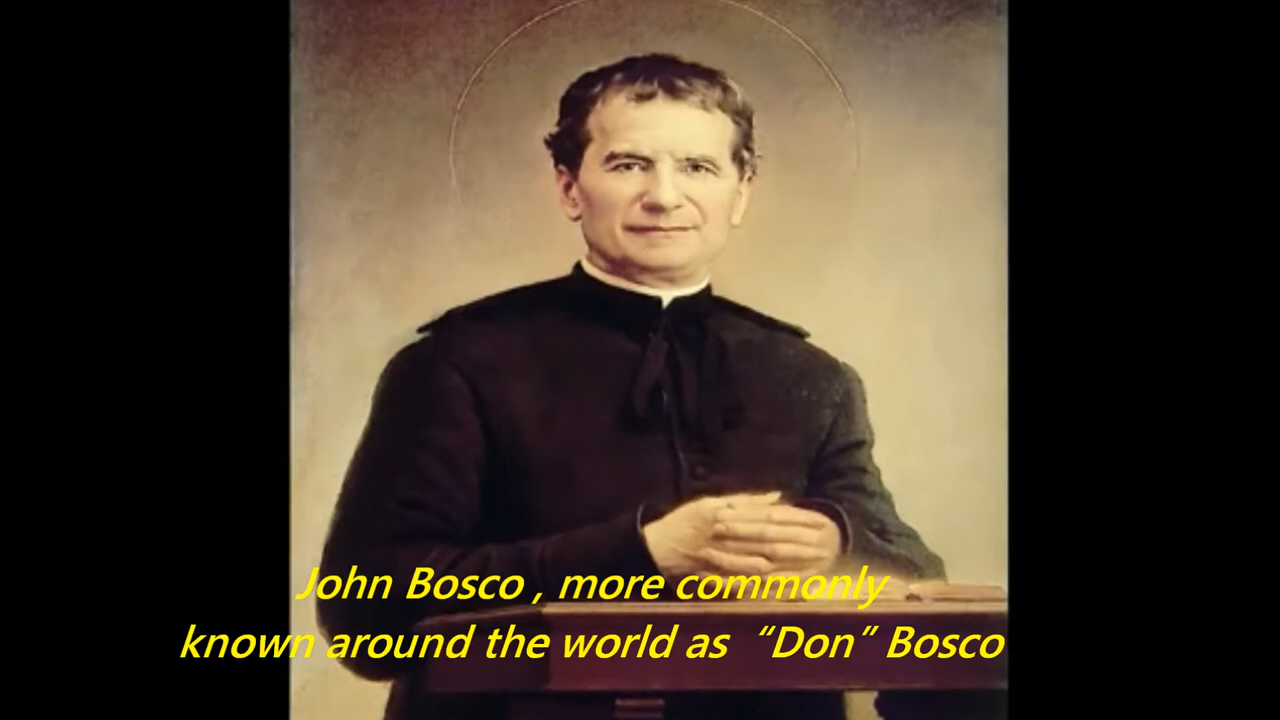 John Bosco , more commonly
known around the world as “Don” Bosco